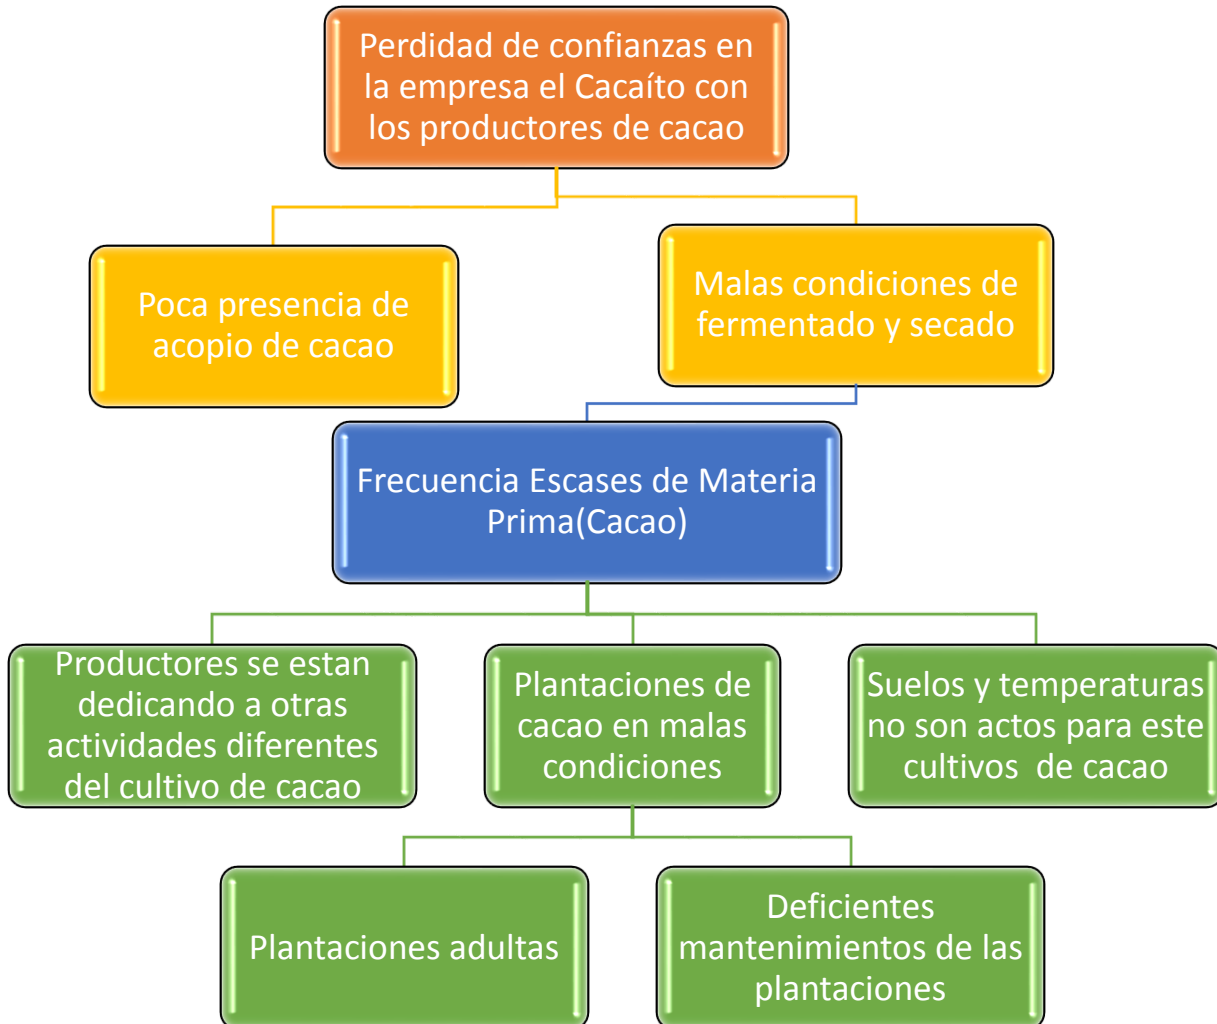 Perdidad de confianzas en
la empresa el Cacaíto con
los productores de cacao
Poca presencia de
acopio de cacao
Malas condiciones de
fermentado y secado
Frecuencia Escases de Materia
Prima(Cacao)
Productores se estan
dedicando a otras
actividades diferentes
del cultivo de cacao
Plantaciones de
cacao en malas
condiciones
Suelos y temperaturas
no son actos para este
cultivos de cacao
Plantaciones adultas
Deficientes
mantenimientos de las
plantaciones